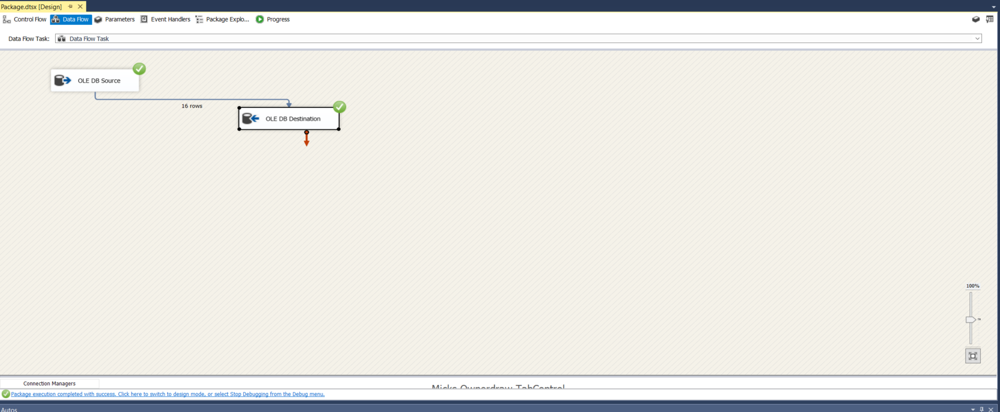 Package.dtsx [Design]
Control Flow Data Flow Parameters Event Handlers Package Explo... Progress
Data Flow Task: Data Flow Task
OLE DB Source
16 rows
OLE DB Destination
100%
Connection Managers
Micks Ownerdraw TabControl
Package execution completed with success. Click here to switch to design mode, or select Stop Debugging from the Debug menu.
Autos